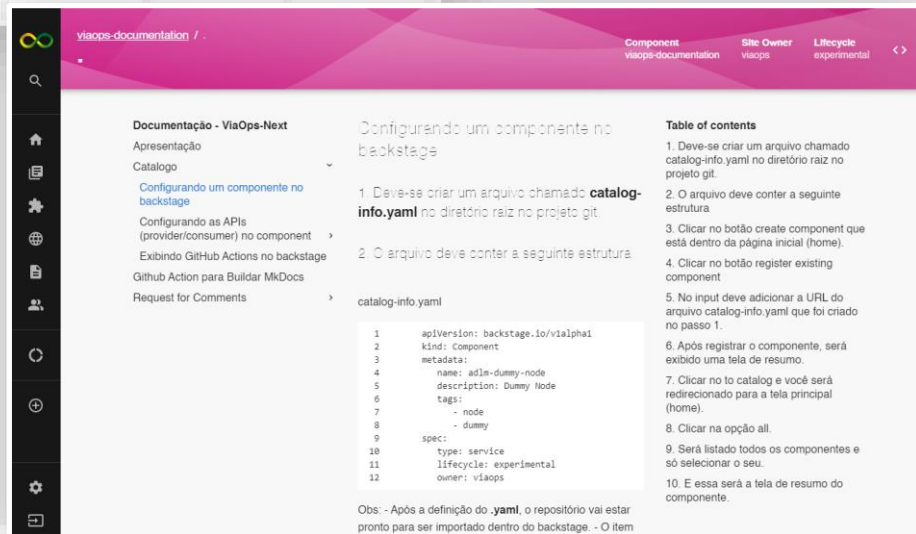 viaops-documentation / .
.
Component
viaops-documentation
Site Owner
viaops
Lifecycle
experimental
Documentação - ViaOps-Next
Apresentação
Catalogo
Configurando um componente no
backstage
Configurando as APIs
(provider/consumer) no component
Exibindo GitHub Actions no backstage
Github Action para Buildar MkDocs
Request for Comments
Configurando um componente no
backstage
1. Deve-se criar um arquivo chamado catalog-
info.yaml no diretório raiz no projeto git.
2. O arquivo deve conter a seguinte estrutura
catalog-info.yaml
1 apiVersion: backstage.io/v1alpha1
2 kind: Component
3 metadata:
4 name: adlm-dummy-node
5 description: Dummy Node
6 tags:
7 - node
8 - dummy
9 spec:
10 type: service
11 lifecycle: experimental
12 owner: viaops
Obs: - Após a definição do .yaml, o repositório vai estar
pronto para ser importado dentro do backstage. - O item
Table of contents
1. Deve-se criar um arquivo chamado
catalog-info.yaml no diretório raiz no
projeto git.
2. O arquivo deve conter a seguinte
estrutura
3. Clicar no botão create component que
está dentro da página inicial (home).
4. Clicar no botão register existing
component
5. No input deve adicionar a URL do
arquivo catalog-info.yaml que foi criado
no passo 1.
6. Após registrar o componente, será
exibido uma tela de resumo.
7. Clicar no to catalog e você será
redirecionado para a tela principal
(home).
8. Clicar na opção all.
9. Será listado todos os componentes e
só selecionar o seu.
10. E essa será a tela de resumo do
componente.